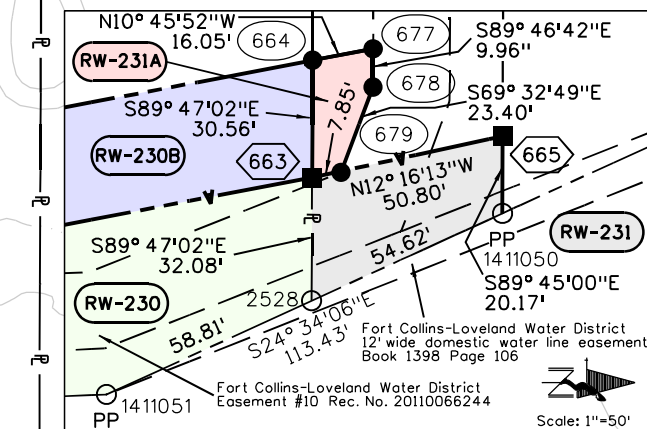 N10° 45'52"W
16.05'
664
677
S89° 46'42"E
9.96"
RW-231A
678
S69° 32'49"E
23.40'
S89° 47'02"E
30.56'
7.85'
679
RW-230B
663
N12° 16'13"W
50.80'
665
PL
PL
PL
PL
S89° 47'02"E
32.08'
54.62'
PP
1411050
RW-231
S89° 45'00"E
20.17'
RW-230
2528
S24° 34'06"E
113.43'
58.81'
Fort Collins-Loveland Water District
12' wide domestic water line easement
Book 1398 Page 106
Fort Collins-Loveland Water District
Easement #10 Rec. No. 20110066244
PP
1411051
N
Scale: 1"=50'